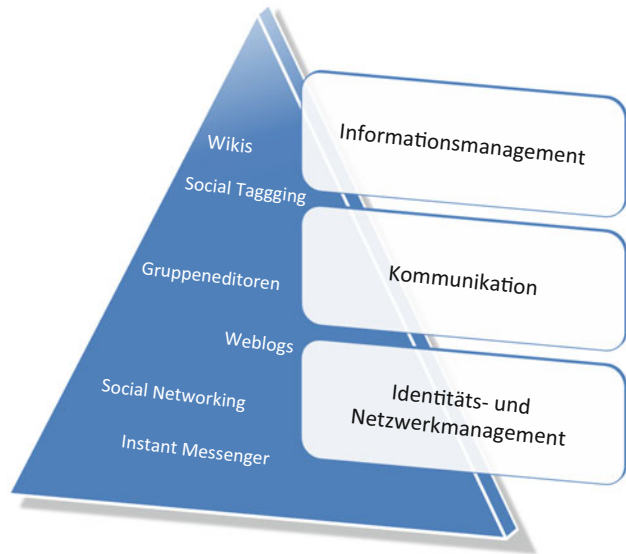 Wikis
Informationsmanagement
Social Taggging
Gruppeneditoren
Kommunikation
Weblogs
Social Networking
Identitäts- und
Netzwerkmanagement
Instant Messenger